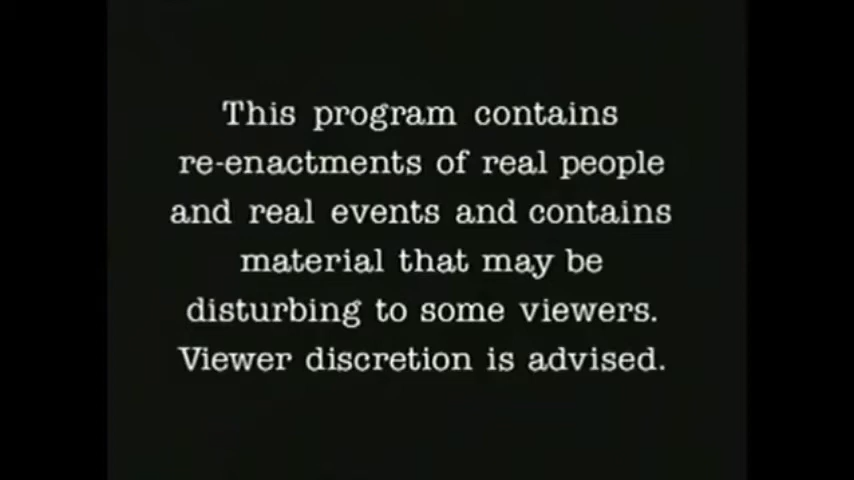 This program contains
re-enactments of real people
and real events and contains
material that may be
disturbing to some viewers.
Viewer discretion is advised.